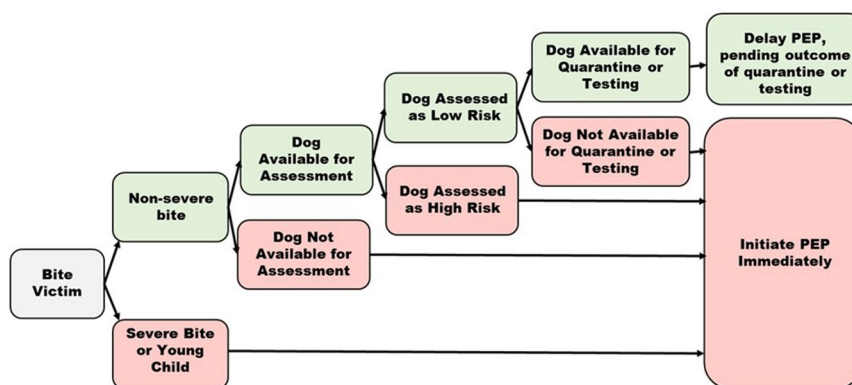 Bite
Victim
Non-severe
bite
Severe Bite
or Young
Child
Dog
Available for
Assessment
Dog Not
Available for
Assessment
Dog Assessed
as Low Risk
Dog Assessed
as High Risk
Dog Available for
Quarantine or
Testing
Dog Not Available
for Quarantine or
Testing
Delay PEP,
pending outcome
of quarantine or
testing
Initiate PEP
Immediately